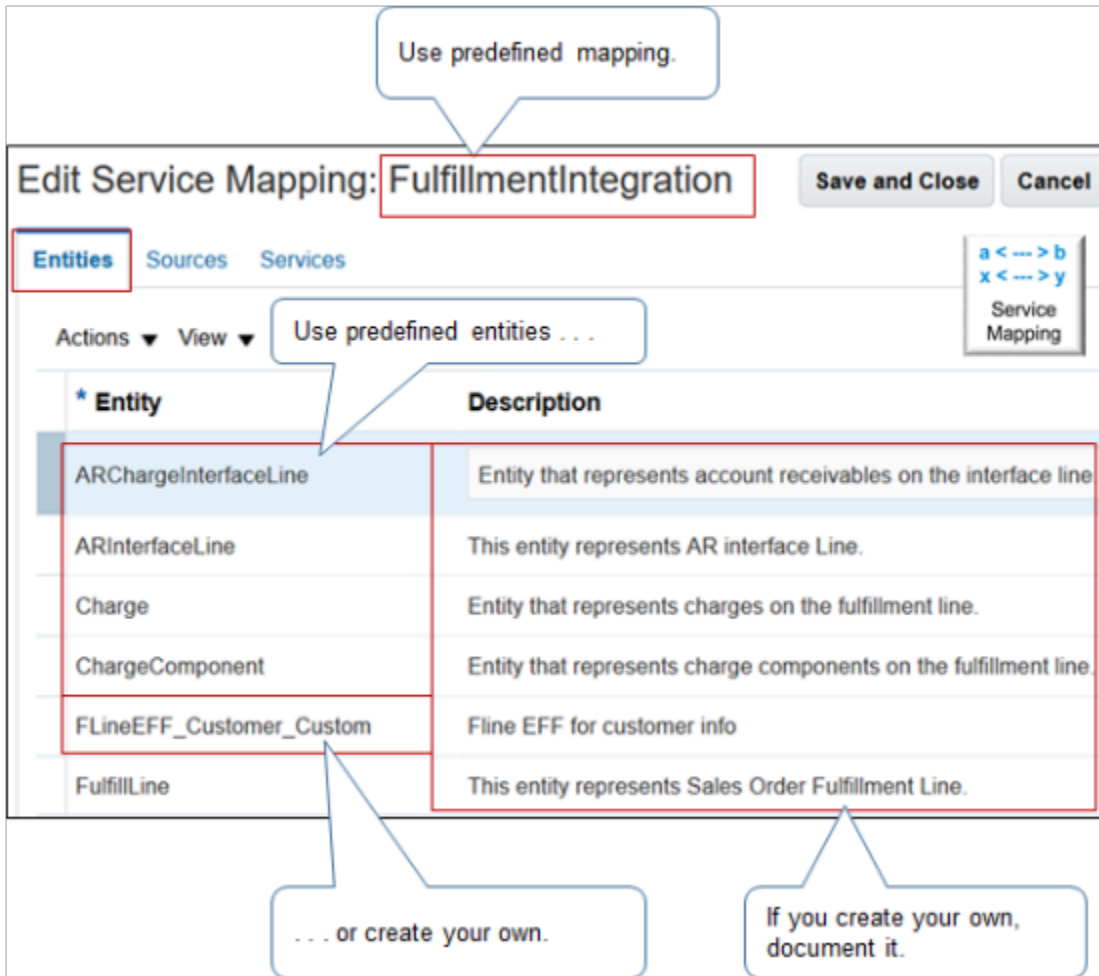 Use predefined mapping.
Edit Service Mapping: FulfillmentIntegration
Save and Close
Cancel
Entities
Sources
Services
a < --- > b
x < --- > y
Service
Mapping
Actions
View
Use predefined entities . . .
* Entity
Description
ARChargeInterfaceLine
Entity that represents account receivables on the interface line
ARInterfaceLine
This entity represents AR interface Line.
Charge
Entity that represents charges on the fulfillment line.
ChargeComponent
Entity that represents charge components on the fulfillment line.
FLineEFF_Customer_Custom
Fline EFF for customer info
FulfillLine
This entity represents Sales Order Fulfillment Line.
. . . or create your own.
If you create your own,
document it.